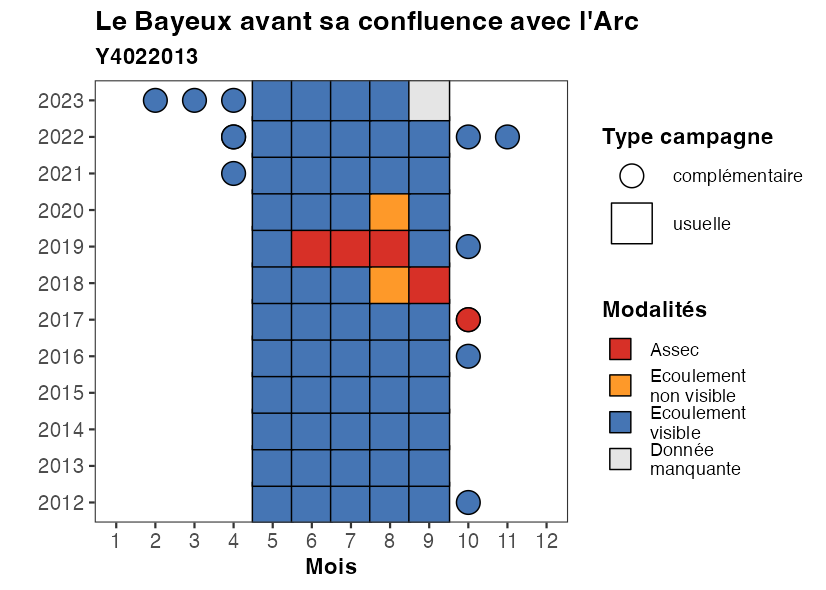 Le Bayeux avant sa confluence avec l'Arc
Y4022013
2023
2022
2021
2020
2019
2018
2017
2016
2015
2014
2013
2012
1 2 3 4 5 6 7 8 9 10 11 12
Mois
Type campagne
complémentaire
usuelle
Modalités
Assec
Ecoulement
non visible
Ecoulement
visible
Donnée
manquante